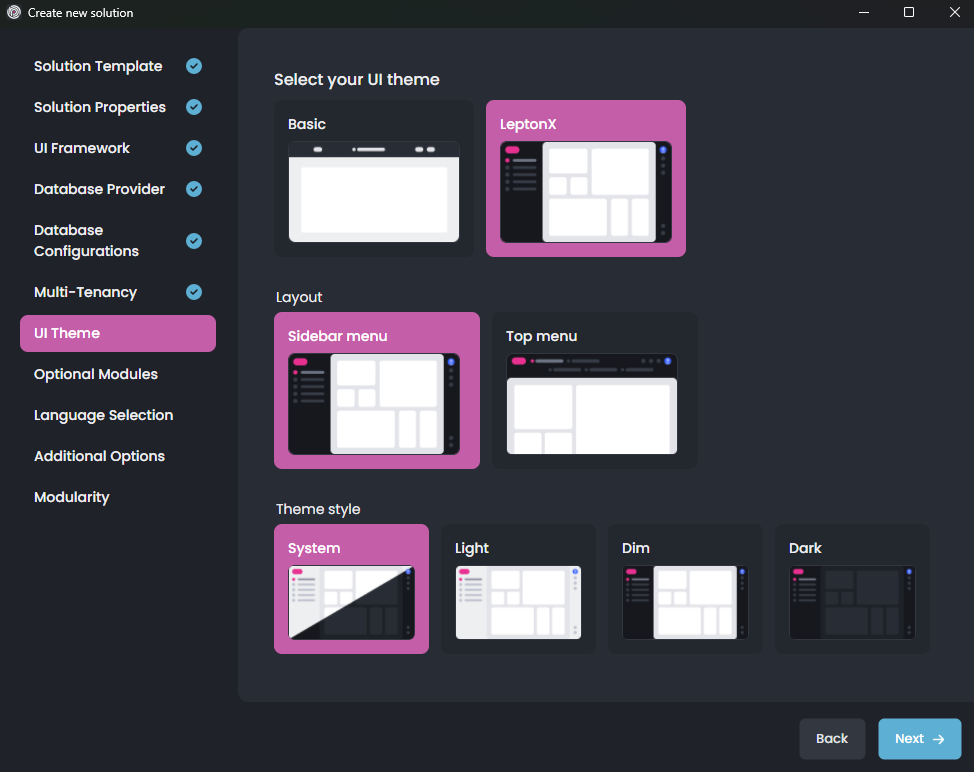 Create new solution
Solution Template
Solution Properties
UI Framework
Database Provider
Database
Configurations
Multi-Tenancy
UI Theme
Optional Modules
Language Selection
Additional Options
Modularity
Select your UI theme
Basic
LeptonX
Layout
Sidebar menu
Top menu
Theme style
System
Light
Dim
Dark
Back
Next